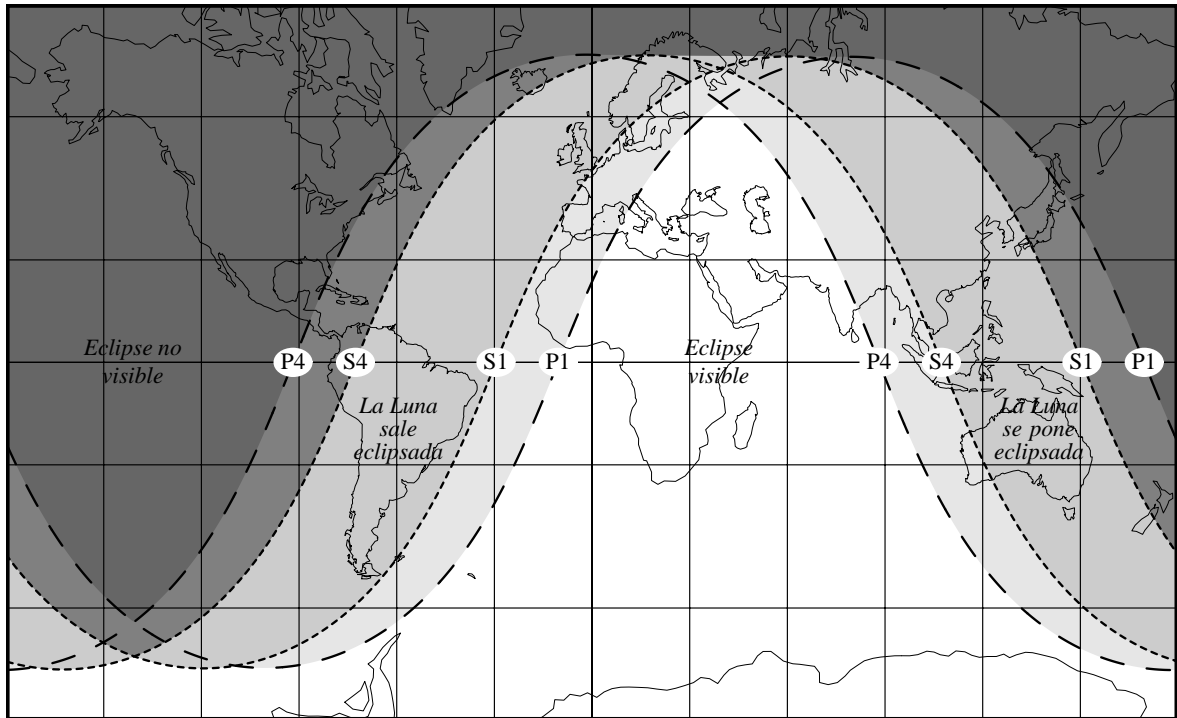 Eclipse no
visible
P4
S4
La Luna
sale
eclipsada
S1
P1
Eclipse
visible
P4
S4
La Luna
se pone
eclipsada
S1
P1